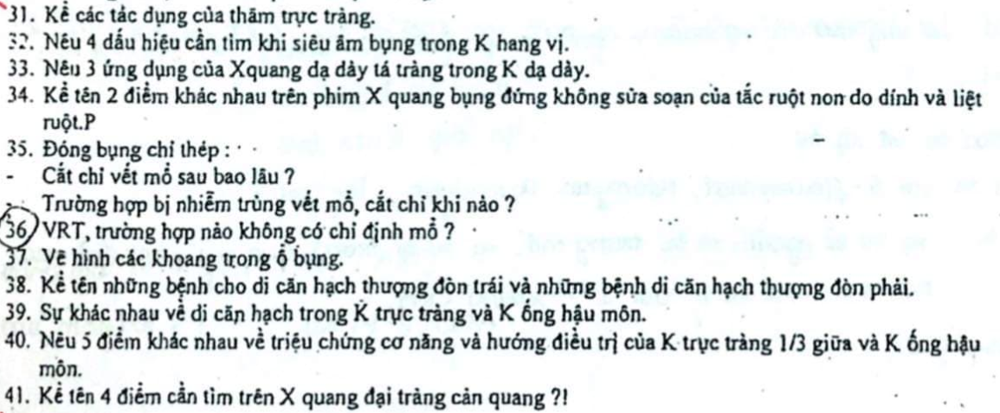 31. Kể các tác dụng của thăm trực tràng.
32. Nêu 4 dấu hiệu cần tìm khi siêu âm bụng trong K hang vị.
33. Nêu 3 ứng dụng của Xquang dạ dày tá tràng trong K dạ dày.
34. Kể tên 2 điểm khác nhau trên phim X quang bụng đứng không sửa soạn của tắc ruột non do dính và liệt
ruột.P
35. Đóng bụng chỉ thép :
- Cắt chỉ vết mổ sau bao lâu ?
- Trường hợp bị nhiễm trùng vết mổ, cắt chỉ khi nào ?
36. VRT, trường hợp nào không có chỉ định mổ ?
37. Vẽ hình các khoang trong ổ bụng.
38. Kể tên những bệnh cho di căn hạch thượng đòn trái và những bệnh di căn hạch thượng đòn phải.
39. Sự khác nhau về di căn hạch trong K trực tràng và K ống hậu môn.
40. Nêu 5 điểm khác nhau về triệu chứng cơ năng và hướng điều trị của K trực tràng 1/3 giữa và K ống hậu
môn.
41. Kể tên 4 điểm cần tìm trên X quang đại tràng cản quang ?!